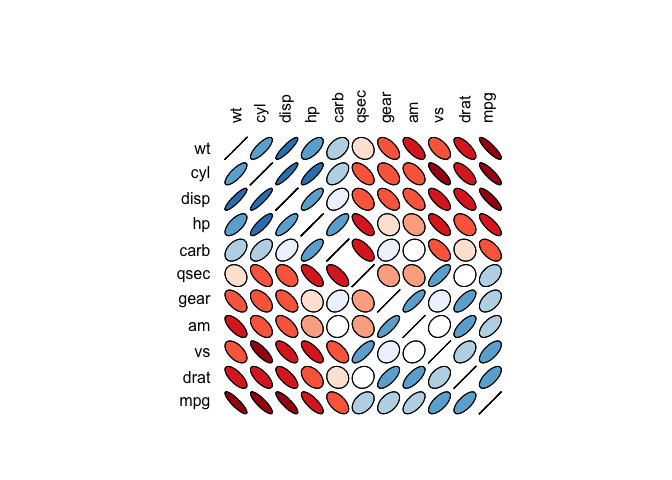 wt cyl disp hp carb qsec gear am vs drat mpg
wt
cyl
disp
hp
carb
qsec
gear
am
vs
drat
mpg